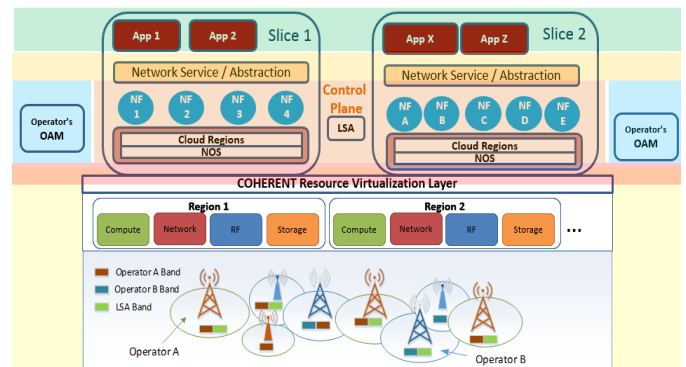 Slice 1
App 1
App 2
Network Service / Abstraction
NF
1
NF
2
NF
3
NF
4
Cloud Regions
NOS
Control
Plane
LSA
Slice 2
App X
App Z
Network Service / Abstraction
NF
A
NF
B
NF
C
NF
D
NF
E
Cloud Regions
NOS
Operator's
OAM
Operator's
OAM
COHERENT Resource Virtualization Layer
Region 1
Compute
Network
RF
Storage
Region 2
Compute
Network
RF
Storage
...
Operator A Band
Operator B Band
LSA Band
Operator A
Operator B